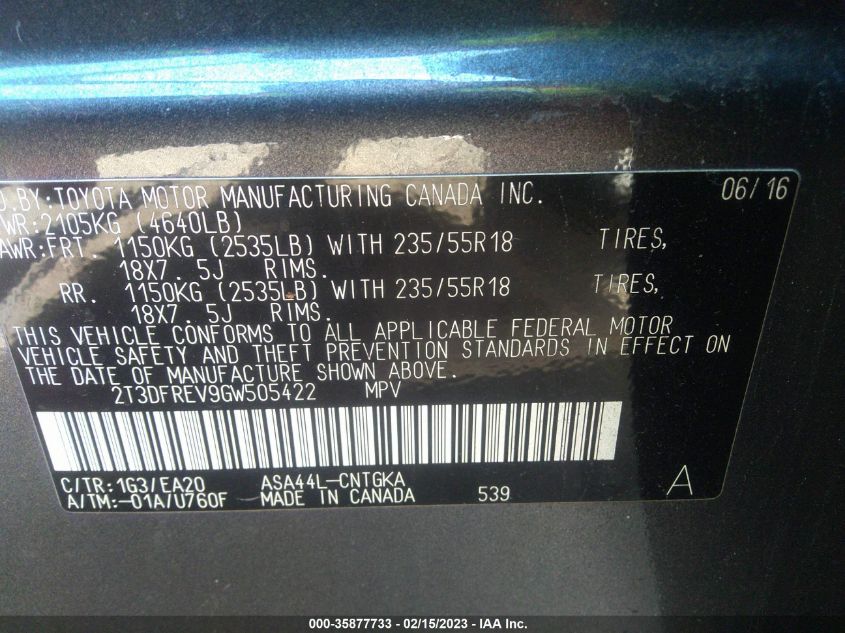 BY:TOYOTA MOTOR MANUFACTURING CANADA INC. 06/16
WR:2105KG (4640LB)
AWR:FRT. 1150KG (2535LB) WITH 235/55R18 TIRES,
18X7. 5J RIMS.
RR. 1150KG (2535LB) WITH 235/55R18 TIRES,
18X7. 5J RIMS.
THIS VEHICLE CONFORMS TO ALL APPLICABLE FEDERAL MOTOR
VEHICLE SAFETY AND THEFT PREVENTION STANDARDS IN EFFECT ON
THE DATE OF MANUFACTURE SHOWN ABOVE.
2T3DFREV9GW505422 MPV
C/TR:1G3/EA20 ASA44L-CNTGKA
A/TM:-01A/U760F MADE IN CANADA 539 A
000-35877733 - 02/15/2023 - IAA Inc.